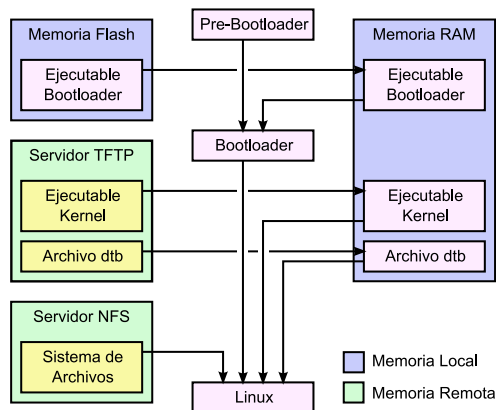 Memoria Flash
Ejecutable
Bootloader
Pre-Bootloader
Memoria RAM
Ejecutable
Bootloader
Bootloader
Servidor TFTP
Ejecutable
Kernel
Archivo dtb
Ejecutable
Kernel
Archivo dtb
Servidor NFS
Sistema de
Archivos
Linux
Memoria Local
Memoria Remota